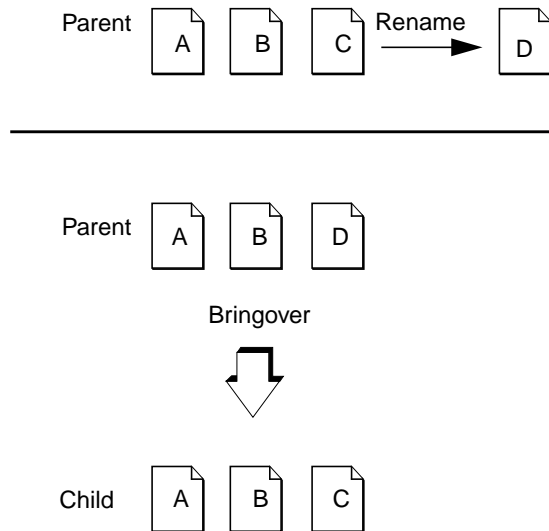 Parent A B C Rename D
Parent A B D
Bringover
Child A B C